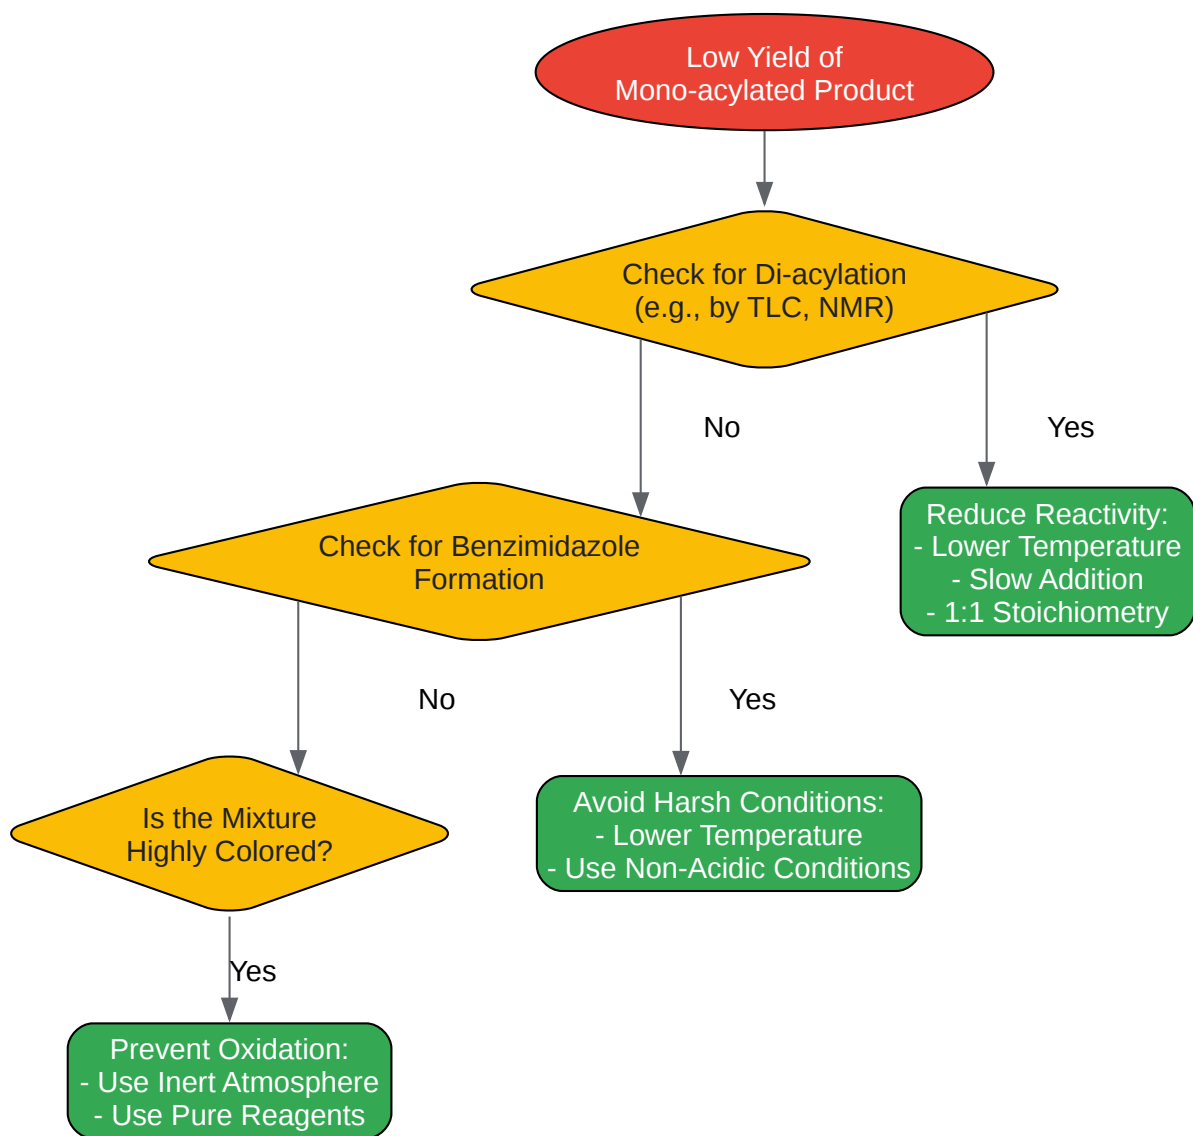 Low Yield of
Mono-acylated Product
Check for Di-acylation
(e.g., by TLC, NMR)
No
Yes
Check for Benzimidazole
Formation
Reduce Reactivity:
- Lower Temperature
- Slow Addition
- 1:1 Stoichiometry
No
Yes
Is the Mixture
Highly Colored?
Avoid Harsh Conditions:
- Lower Temperature
- Use Non-Acidic Conditions
Yes
Prevent Oxidation:
- Use Inert Atmosphere
- Use Pure Reagents